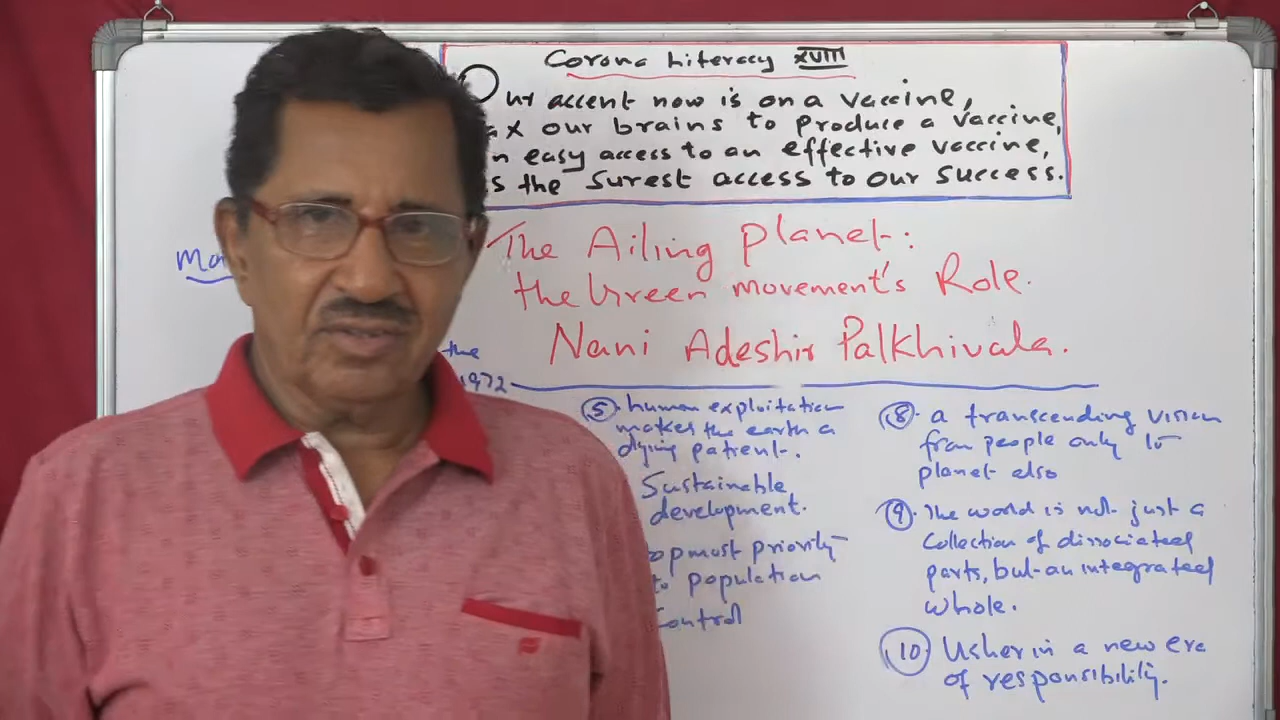 Corona Literacy XVIII
Our accent now is on a vaccine,
ax our brains to produce a vaccine,
n easy access to an effective vaccine,
s the surest access to our success.
The Ailing Planet:
the Green movement's Role.
Nani Adeshir Palkhivala.
Ma
the
1972
5. human exploitation
makes the earth a
dying patient.
Sustainable
development.
opmost priority
to population
control
8. a transcending vision
from people only to
planet also
9. The world is not just a
collection of dissociated
parts, but an integrated
whole.
10 Usher in a new era
of responsibility.